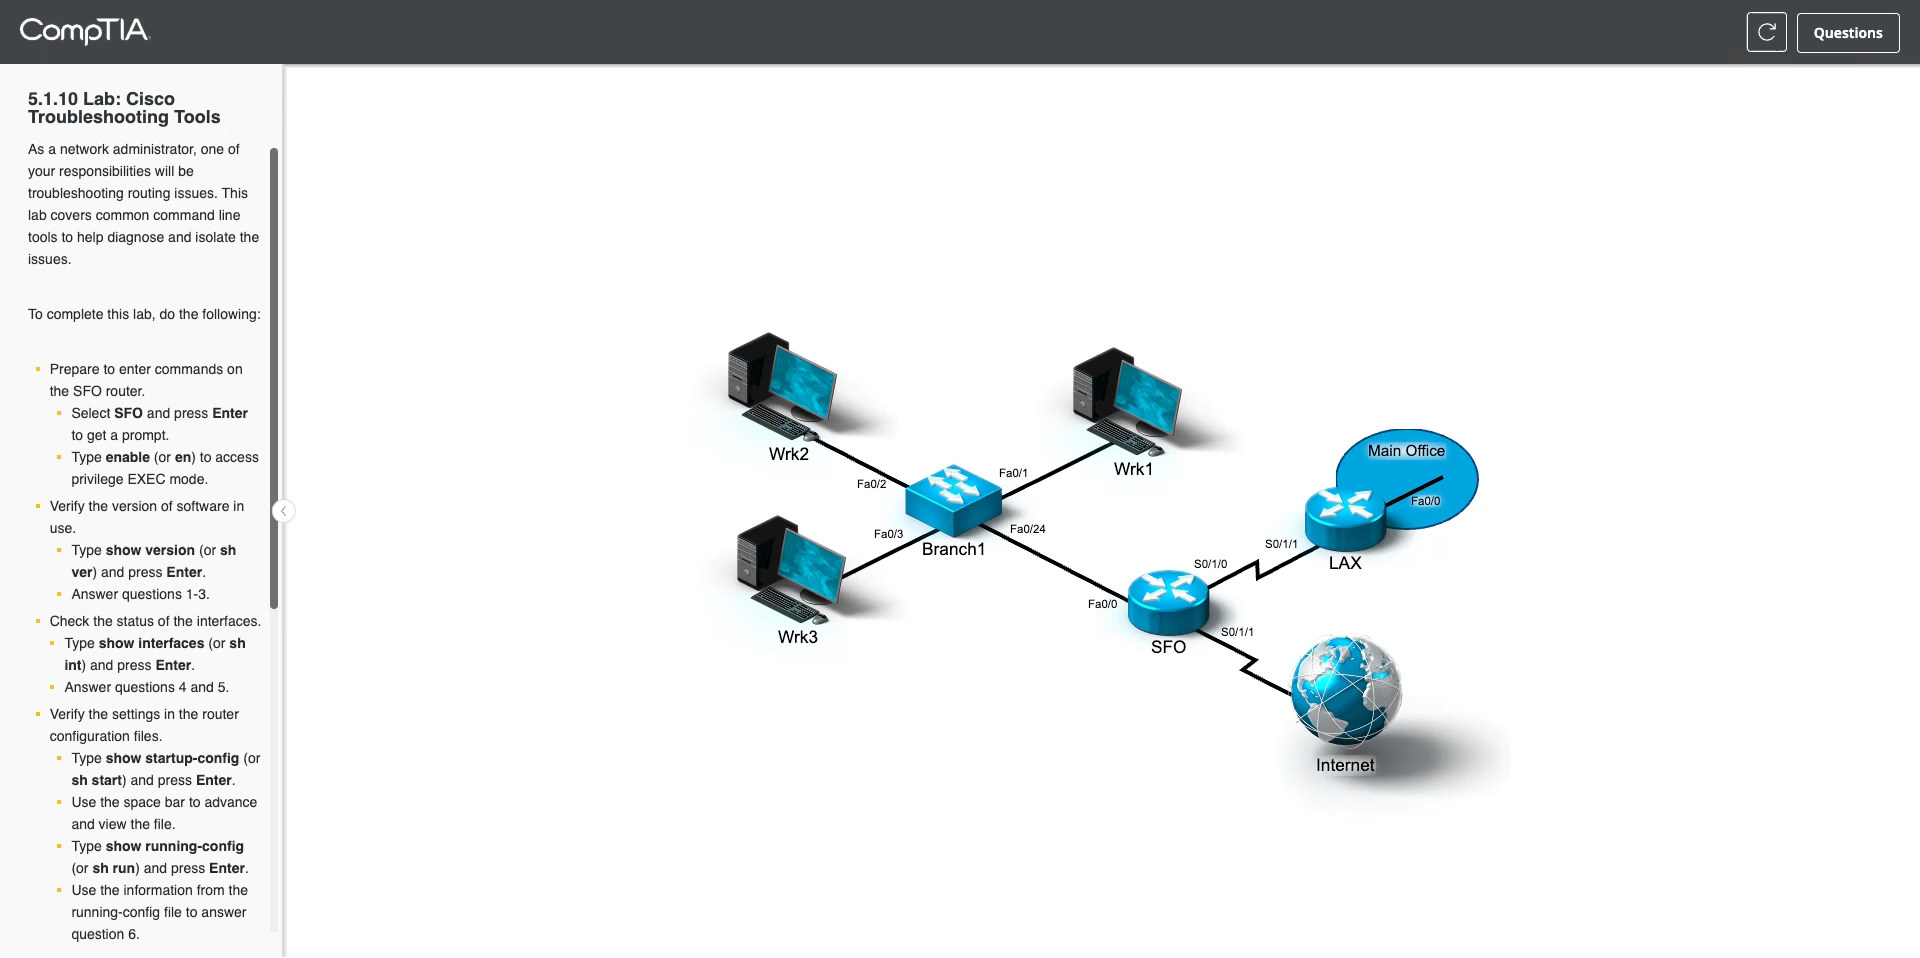 CompTIA
Questions
5.1.10 Lab: Cisco
Troubleshooting Tools
As a network administrator, one of
your responsibilities will be
troubleshooting routing issues. This
lab covers common command line
tools to help diagnose and isolate the
issues.
To complete this lab, do the following:
Prepare to enter commands on
the SFO router.
Select SFO and press Enter
to get a prompt.
Type enable (or en) to access
privilege EXEC mode.
Verify the version of software in
use.
Type show version (or sh
ver) and press Enter.
Answer questions 1-3.
Check the status of the interfaces.
Type show interfaces (or sh
int) and press Enter.
Answer questions 4 and 5.
Verify the settings in the router
configuration files.
Type show startup-config (or
sh start) and press Enter.
Use the space bar to advance
and view the file.
Type show running-config
(or sh run) and press Enter.
Use the information from the
running-config file to answer
question 6.
Wrk2
Wrk1
Main Office
Fa0/1
Fa0/2
Fa0/0
Fa0/3
Fa0/24
Branch1
S0/1/1
LAX
S0/1/0
Fa0/0
Wrk3
S0/1/1
SFO
Internet